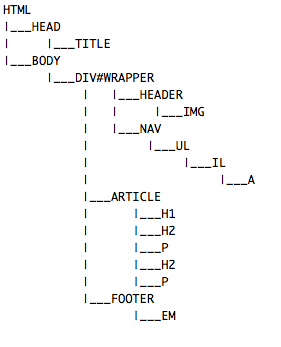 HTML
|___HEAD
|     |___TITLE
|___BODY
      |___DIV#WRAPPER
           |   |___HEADER
           |   |     |___IMG
           |   |___NAV
           |        |___UL
           |             |___IL
           |                  |___A
           |___ARTICLE
           |      |___H1
           |      |___H2
           |      |___P
           |      |___H2
           |      |___P
           |___FOOTER
                  |___EM